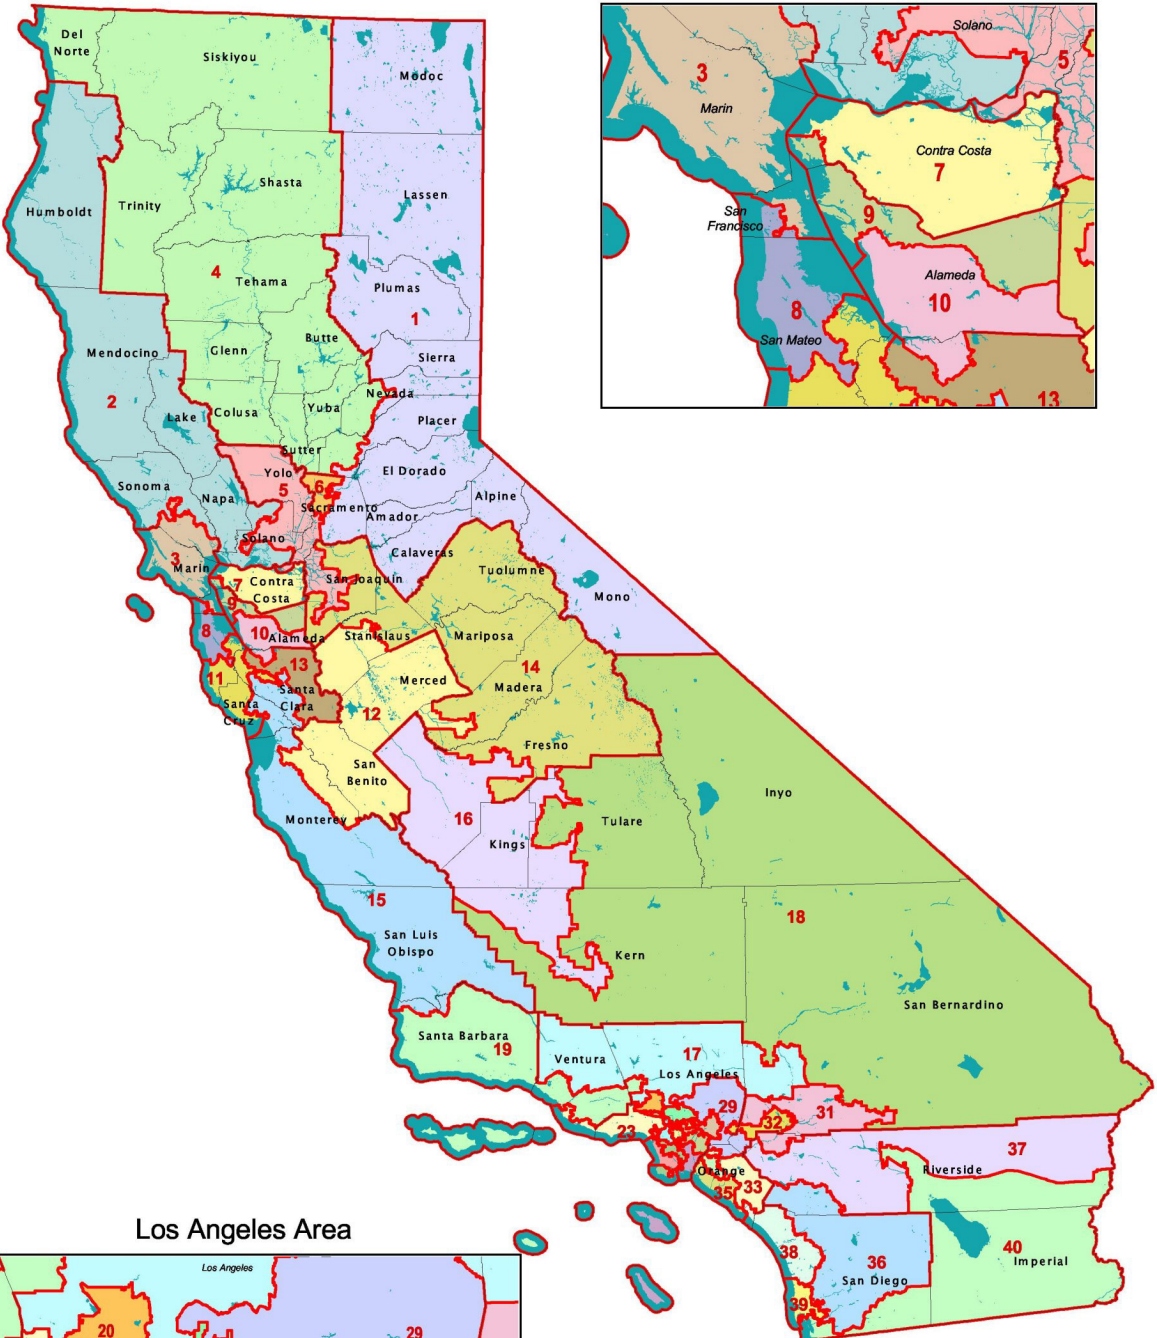 Del
Norte
Siskiyou
Modoc
Humboldt
Trinity
Shasta
Lassen
4
Tehama
Plumas
1
Mendocino
Glenn
Butte
Sierra
2
Lake
Colusa
Yuba
Nevada
Placer
Sutter
Sonoma
Napa
Yolo
5
6
El Dorado
Sacramento
Alpine
Amador
Solano
Calaveras
3
Marin
7
Contra
Costa
San Joaquin
Tuolumne
Mono
9
8
10
Alameda
Stanislaus
Mariposa
11
13
Santa
Clara
Merced
14
Madera
Santa
Cruz
12
Fresno
San
Benito
Inyo
Monterey
16
Kings
Tulare
15
18
San Luis
Obispo
Kern
San Bernardino
Santa Barbara
19
Ventura
17
Los Angeles
29
31
32
23
Orange
33
35
37
Riverside
38
36
San Diego
40
Imperial
39
Solano
5
3
Marin
Contra Costa
7
San
Francisco
9
Alameda
10
8
San Mateo
13
Los Angeles Area
Los Angeles
20
29